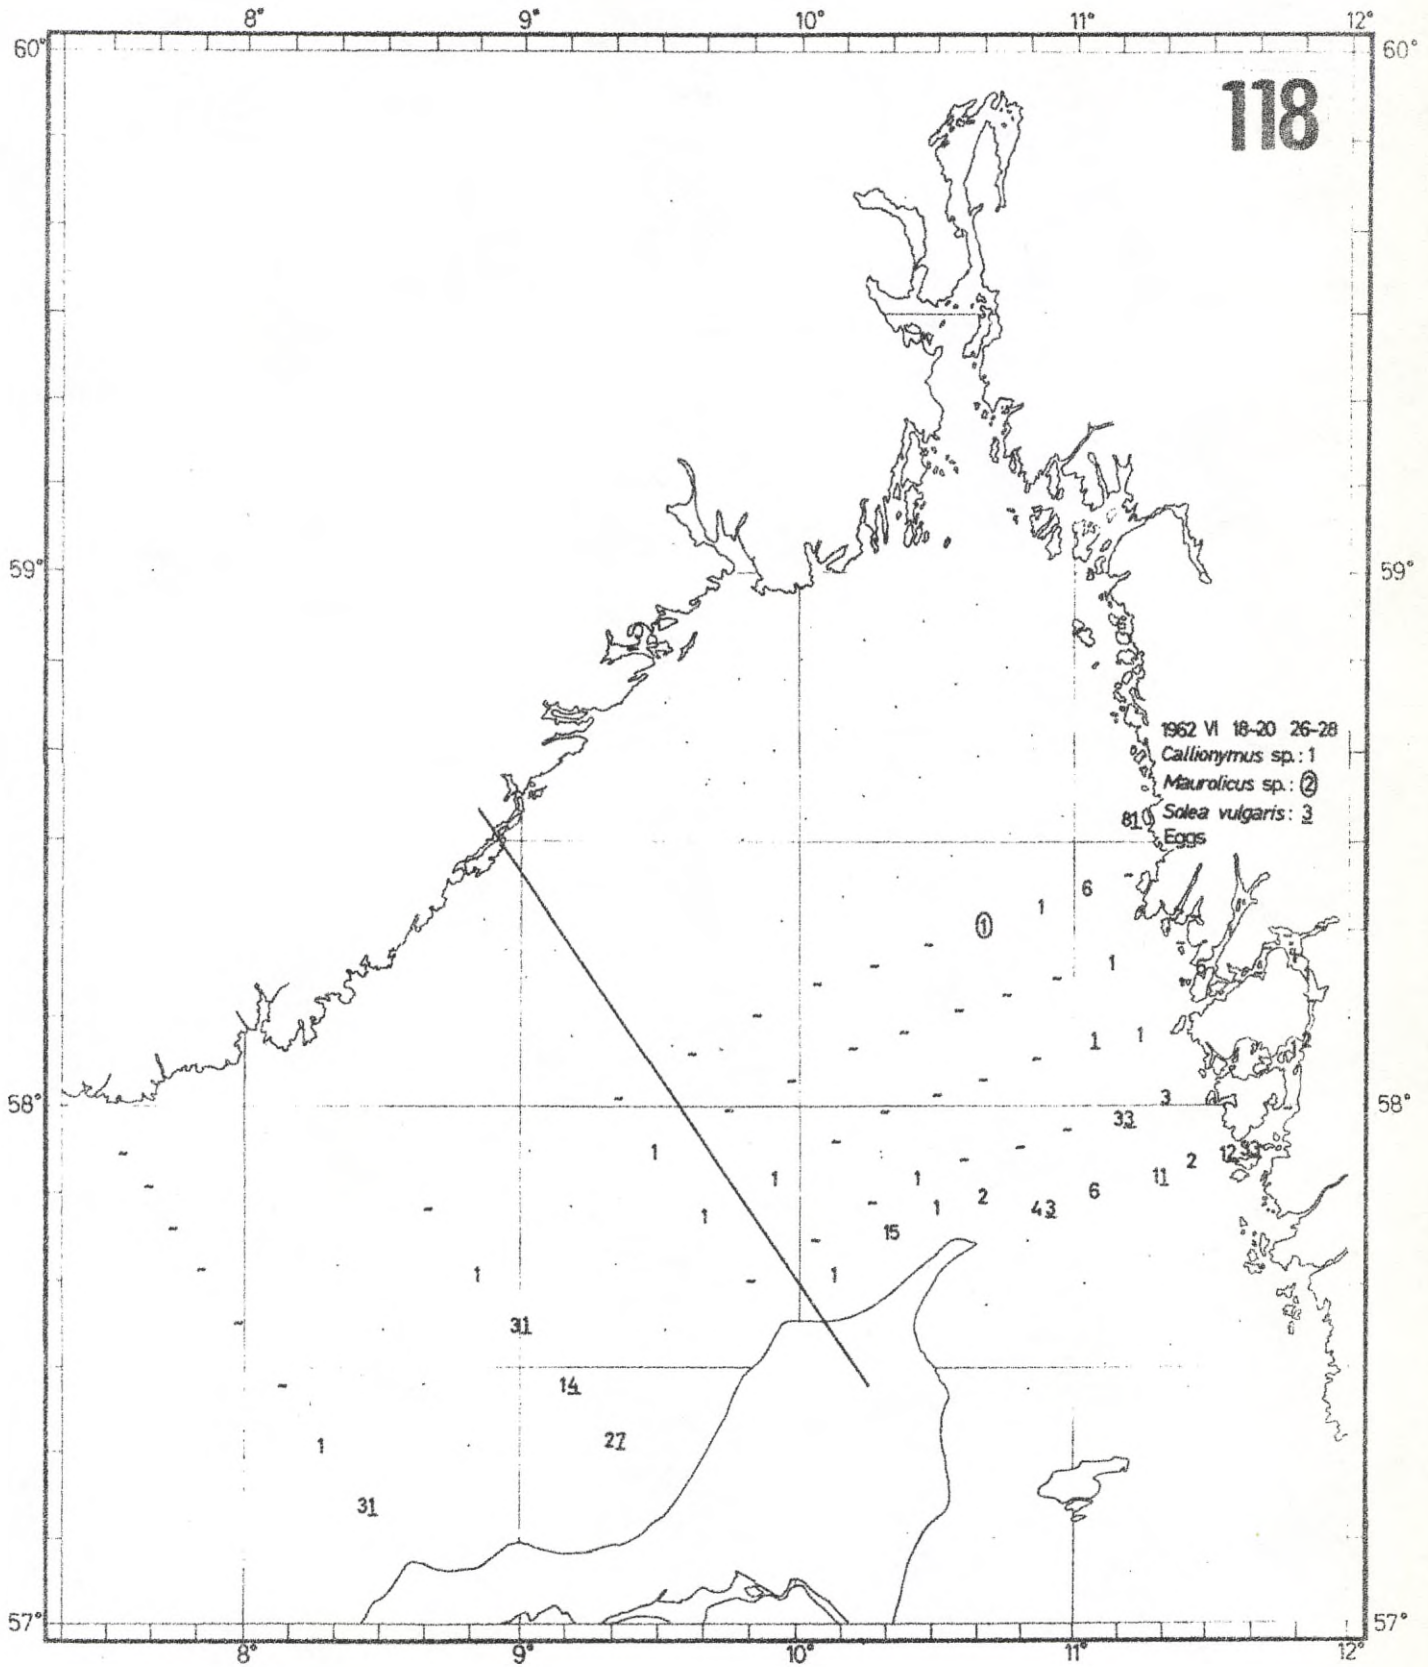 8° 9° 10° 11° 12°
60° 60°
118
59° 59°
1962 VI 18-20 26-28
Callionymus sp.: 1
Maurolicus sp.: ②
Solea vulgaris: 3
81
Eggs
6
1
①
1
1 1
12
58° 58°
3
33
1 1 1 11 2 1233
1 1 2 43 6
15
1 1
31
14
1 27
31
57° 57°
8° 9° 10° 11° 12°